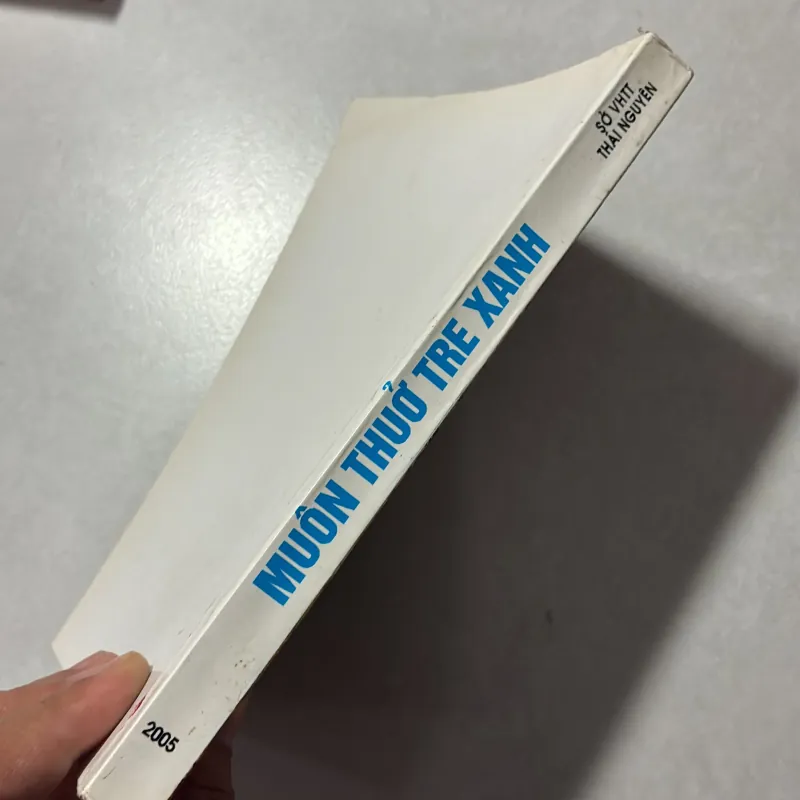 SỞ VHTT
THÁI NGUYÊN
MUÔN THUỞ TRE XANH
2005